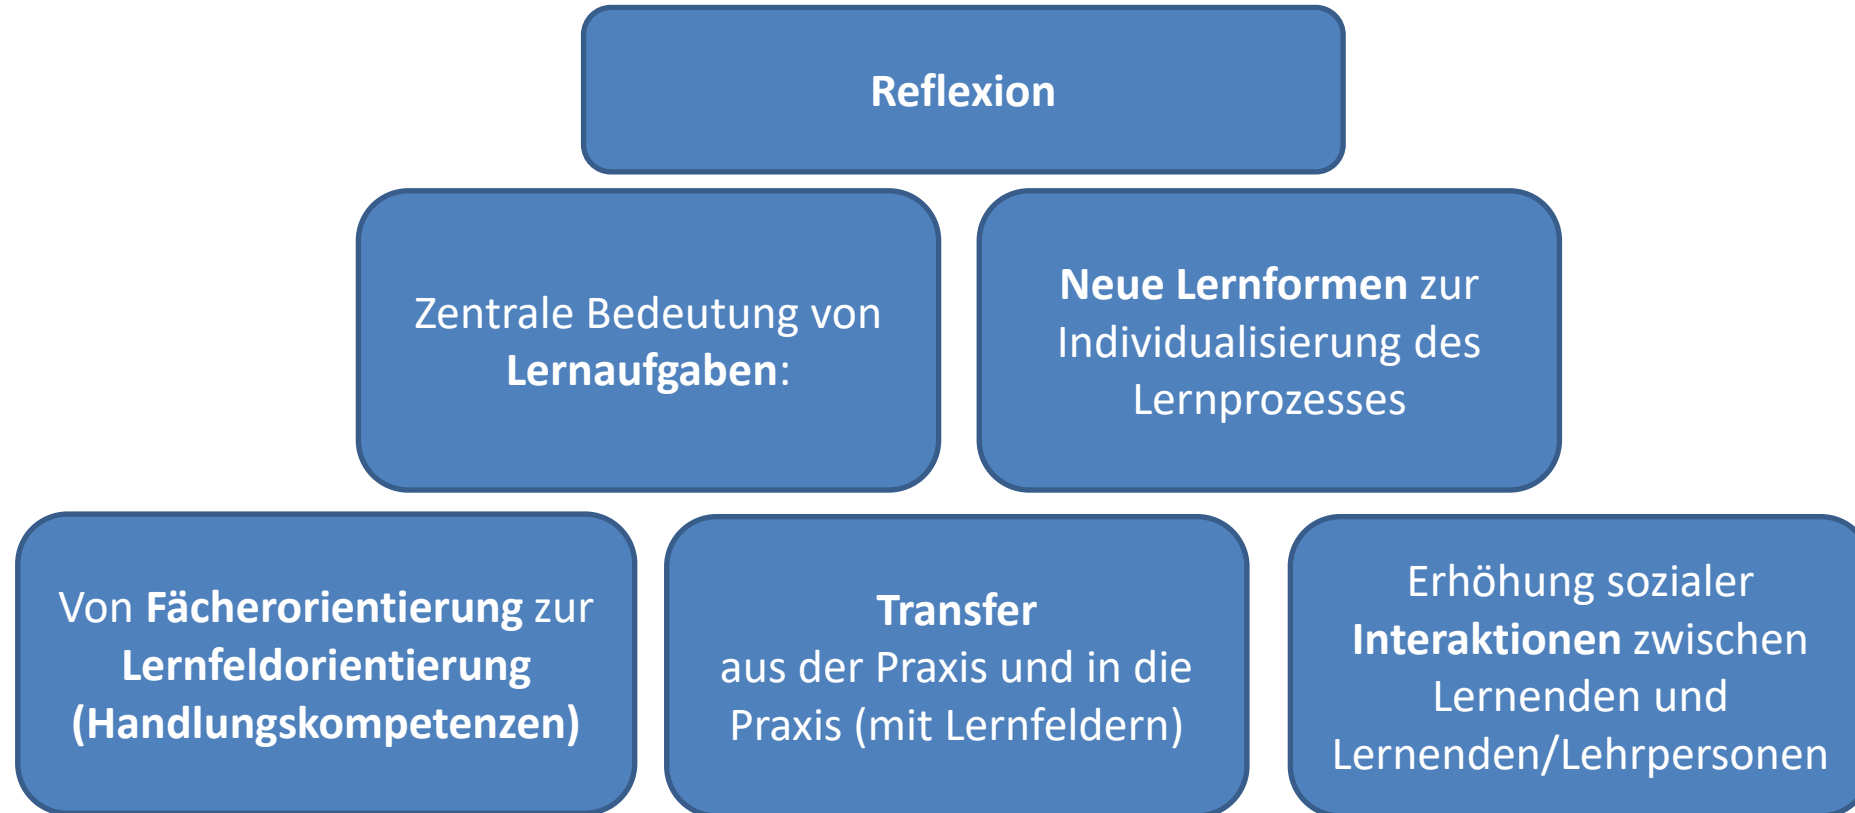 Reflexion
Zentrale Bedeutung von
Lernaufgaben:
Neue Lernformen zur
Individualisierung des
Lernprozesses
Von Fächerorientierung zur
Lernfeldorientierung
(Handlungskompetenzen)
Transfer
aus der Praxis und in die
Praxis (mit Lernfeldern)
Erhöhung sozialer
Interaktionen zwischen
Lernenden und
Lernenden/Lehrpersonen